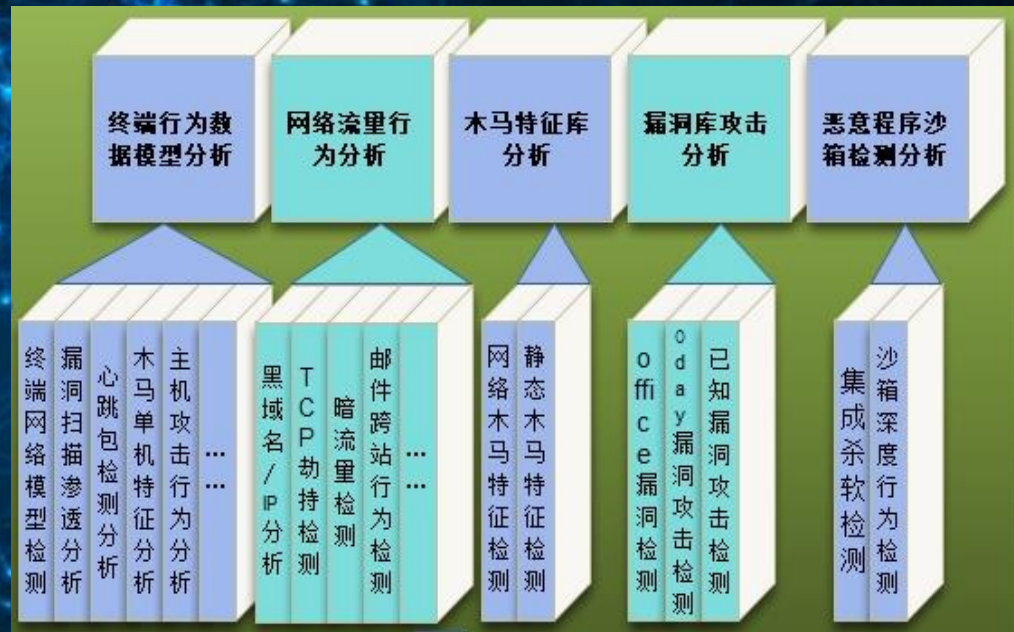 终端行为数
据模型分析
网络流里行
为分析
木马特征库
分析
漏洞库攻击
分析
恶意程序沙
箱检测分析
终端网络模型检测
漏洞扫描渗透分析
心跳包检测分析
木马单机特征分析
主机攻击行为分析
……
黑域名/IP分析
TCP劫持检测
暗流里检测
邮件跨站行为检测
……
网络木马特征检测
静态木马特征检测
office漏洞检测
0day漏洞攻击检测
已知漏洞攻击检测
集成杀软检测
沙箱深度行为检测